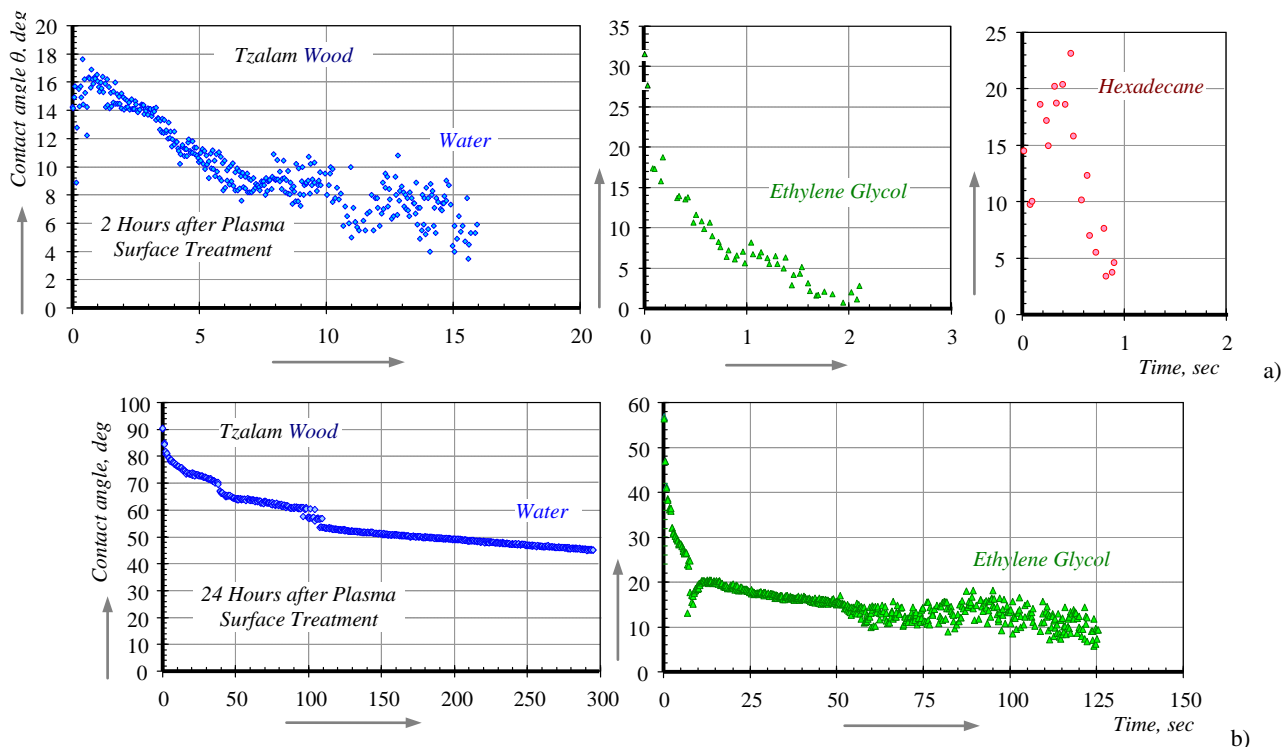 Contact angle θ, deg
20
18
16
14
12
10
8
6
4
2
0
0 5 10 15 20
Tzalam Wood
Water
2 Hours after Plasma
Surface Treatment
35
30
25
20
15
10
5
0
0 1 2 3
Ethylene Glycol
25
20
15
10
5
0
0 1 2
Hexadecane
Time, sec
a)
Contact angle, deg
100
90
80
70
60
50
40
30
20
10
0
0 50 100 150 200 250 300
Tzalam Wood
Water
24 Hours after Plasma
Surface Treatment
60
50
40
30
20
10
0
0 25 50 75 100 125 150
Ethylene Glycol
Time, sec
b)